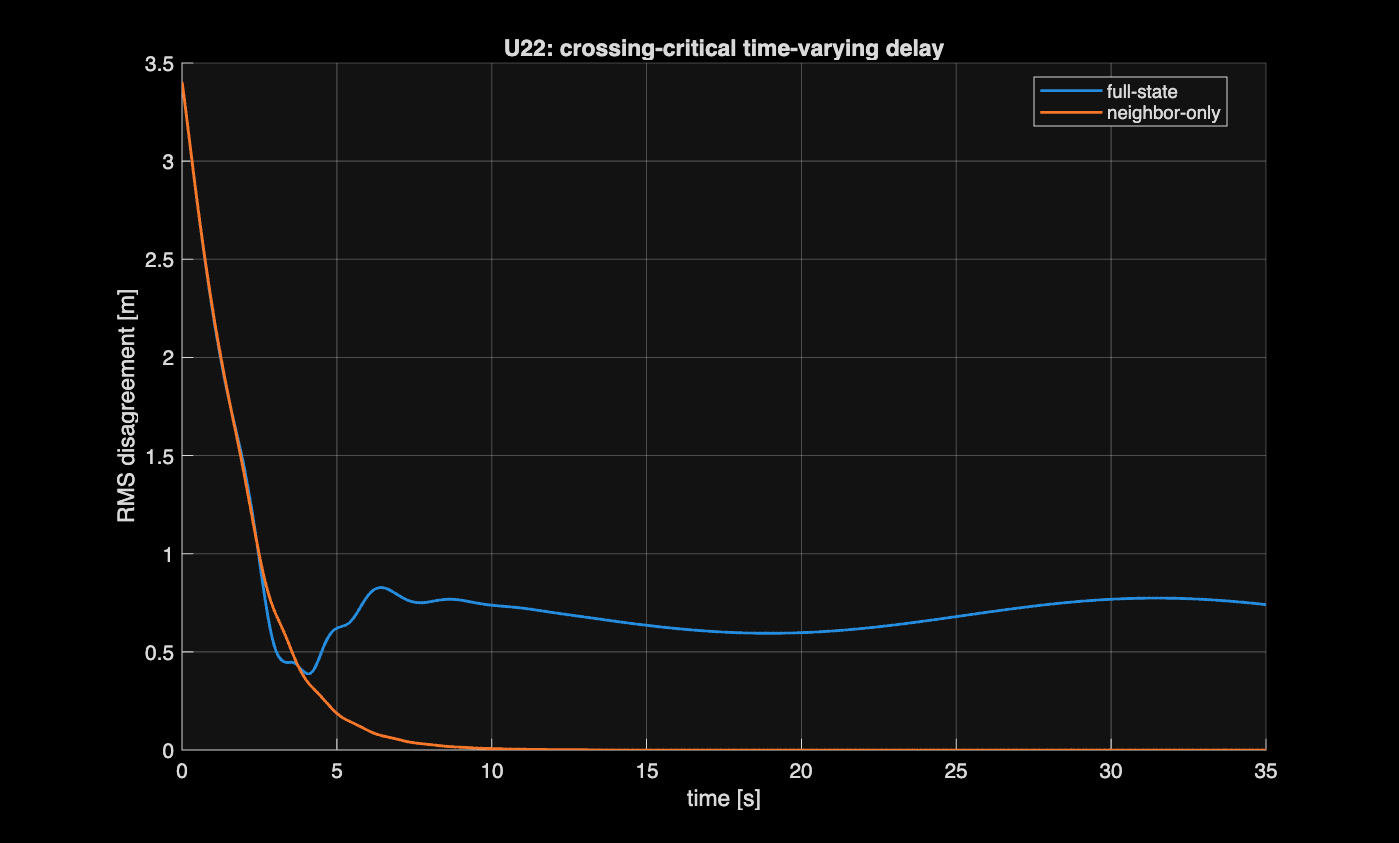 U22: crossing-critical time-varying delay
full-state
neighbor-only
RMS disagreement [m]
3.5
3
2.5
2
1.5
1
0.5
0
0 5 10 15 20 25 30 35
time [s]